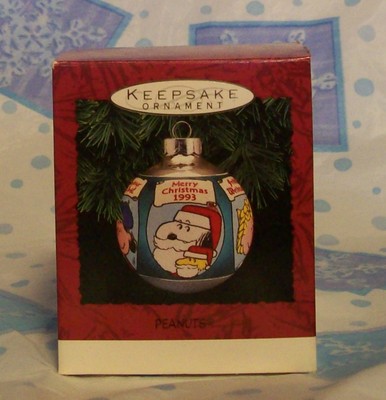 KEEPSAKE
ORNAMENT
Merry
Christmas
1993
PEANUTS